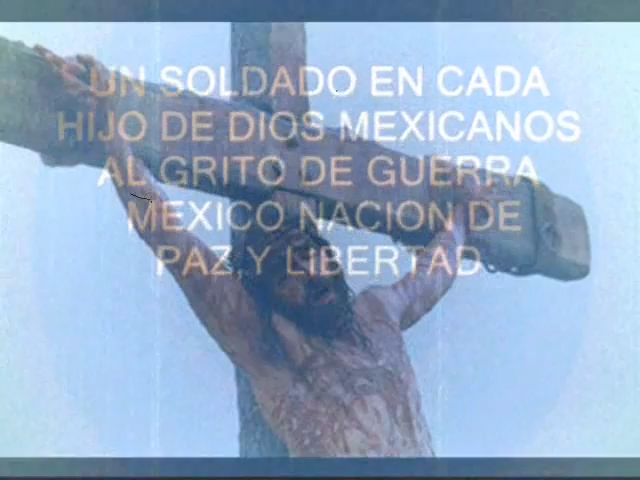 UN SOLDADO EN CADA
HIJO DE DIOS MEXICANOS
AL GRITO DE GUERRA
MEXICO NACION DE
PAZ,Y LiBERTAD